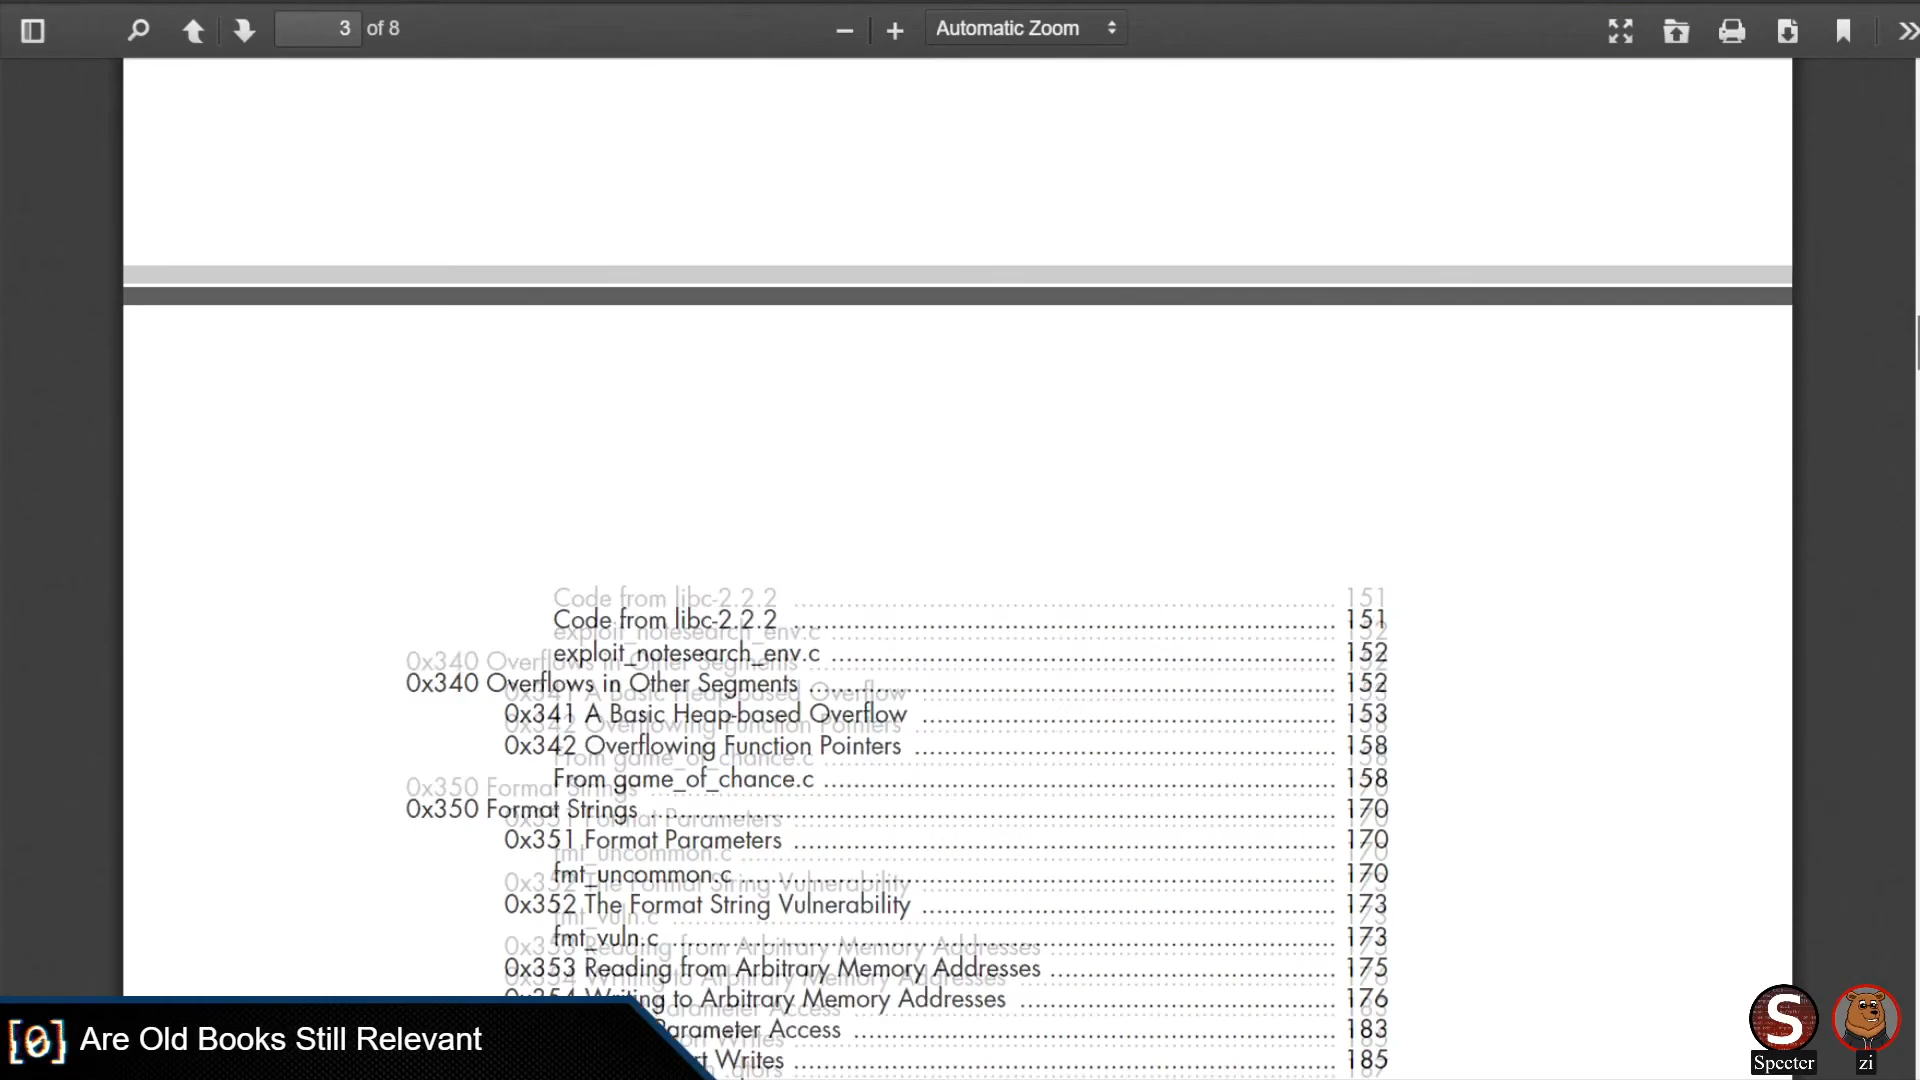 3 of 8
Automatic Zoom
Code from libc-2.2.2 151
exploit_notesearch_env.c 152
0x340 Overflows in Other Segments 152
0x341 A Basic Heap-based Overflow 153
0x342 Overflowing Function Pointers 158
From game_of_chance.c 158
0x350 Format Strings 170
0x351 Format Parameters 170
fmt_uncommon.c 170
0x352 The Format String Vulnerability 173
fmt_vuln.c 173
0x353 Reading from Arbitrary Memory Addresses 175
0x354 Writing to Arbitrary Memory Addresses 176
Parameter Access 183
Writes 185
[0] Are Old Books Still Relevant
S
Specter
zi